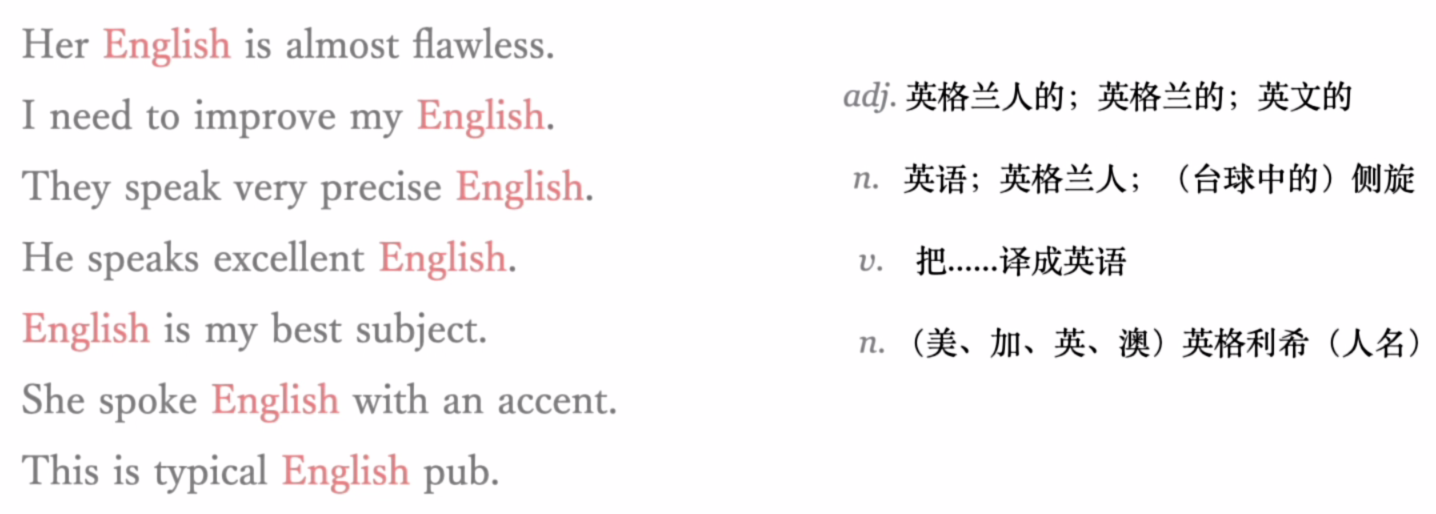 Her English is almost flawless.
I need to improve my English.
They speak very precise English.
He speaks excellent English.
English is my best subject.
She spoke English with an accent.
This is typical English pub.
adj. 英格兰人的；英格兰的；英文的
n. 英语；英格兰人；（台球中的）侧旋
v. 把……译成英语
n. （美、加、英、澳）英格利希（人名）